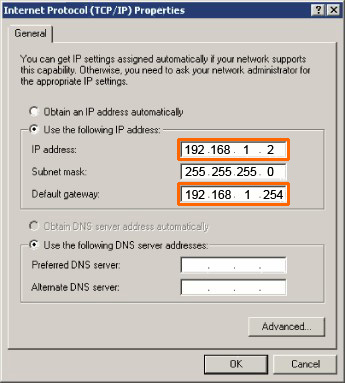 Internet Protocol (TCP/IP) Properties
General
You can get IP settings assigned automatically if your network supports
this capability. Otherwise, you need to ask your network administrator for
the appropriate IP settings.
Obtain an IP address automatically
Use the following IP address:
IP address: 192 . 168 . 1 . 2
Subnet mask: 255 . 255 . 255 . 0
Default gateway: 192 . 168 . 1 . 254
Obtain DNS server address automatically
Use the following DNS server addresses:
Preferred DNS server: . . .
Alternate DNS server: . . .
Advanced...
OK Cancel